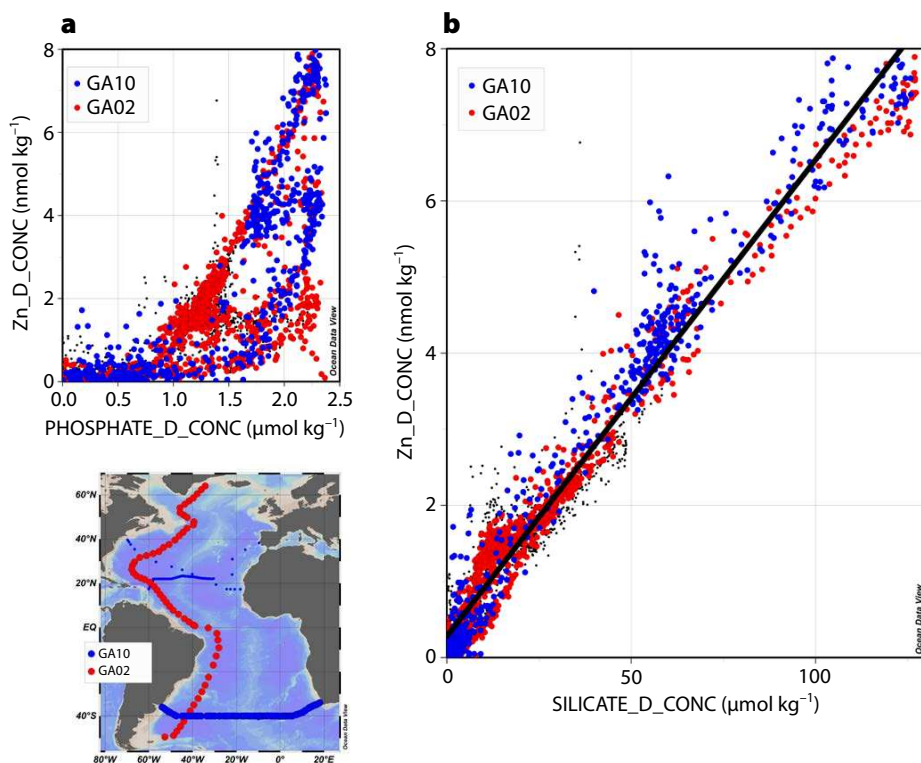 a
8
6
4
2
0
Zn_D_CONC (nmol kg⁻¹)
GA10
GA02
Ocean Data View
0.0 0.5 1.0 1.5 2.0 2.5
PHOSPHATE_D_CONC (µmol kg⁻¹)
b
8
6
4
2
0
Zn_D_CONC (nmol kg⁻¹)
GA10
GA02
Ocean Data View
0 50 100
SILICATE_D_CONC (µmol kg⁻¹)
60°N
40°N
20°N
EQ
40°S
GA10
GA02
Ocean Data View
80°W 60°W 40°W 20°W 0° 20°E